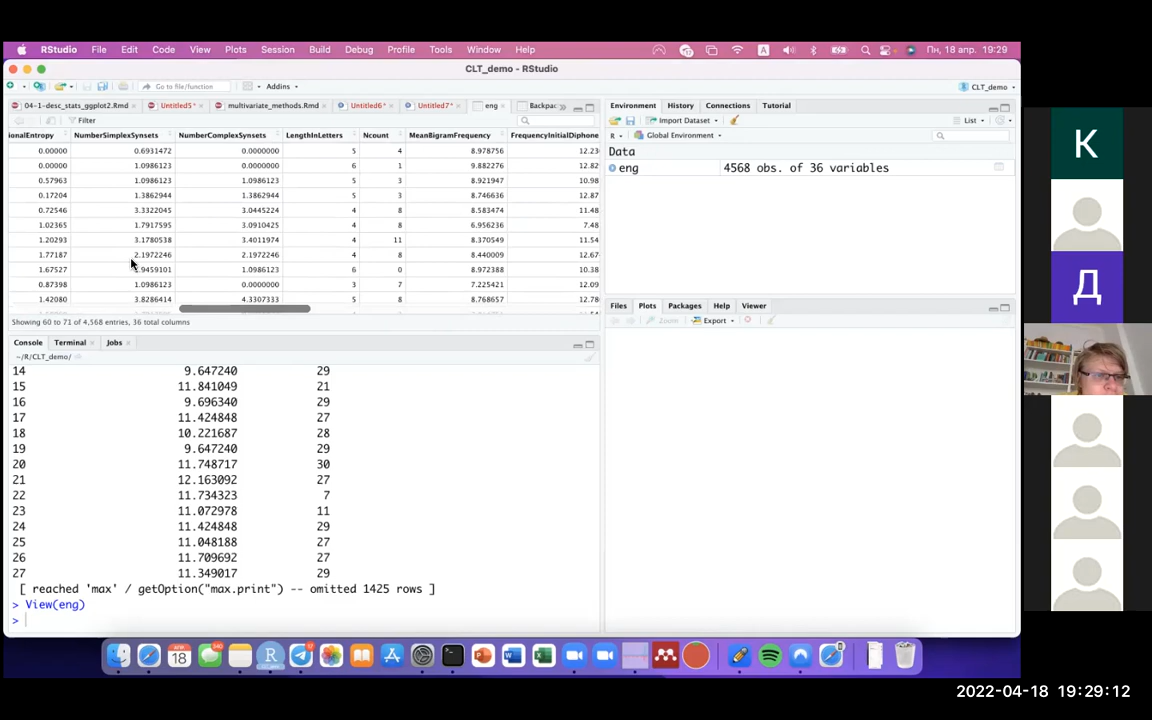 RStudio File Edit Code View Plots Session Build Debug Profile Tools Window Help A Пн, 18 апр. 19:29
CLT_demo - RStudio
Go to file/function Addins CLT_demo
04-1-desc_stats_ggplot2.Rmd Untitled5* multivariate_methods.Rmd Untitled6* Untitled7* eng Backpac
Filter
ionalEntropy NumberSimplexSynsets NumberComplexSynsets LengthInLetters Ncount MeanBigramFrequency FrequencyInitialDiphone
0.00000 0.6931472 0.0000000 5 4 8.978756 12.23
0.00000 1.0986123 0.0000000 6 1 9.882276 12.82
0.57963 1.0986123 1.0986123 5 3 8.921947 10.98
0.17204 1.3862944 1.3862944 5 3 8.746636 12.87
0.72546 3.3322045 3.0445224 4 8 8.583474 11.48
1.02365 1.7917595 3.0910425 4 8 6.956236 7.48
1.20293 3.1780538 3.4011974 4 11 8.370549 11.54
1.77187 2.1972246 2.1972246 4 8 8.440009 12.67
1.67527 1.9459101 1.0986123 6 0 8.972388 10.38
0.87398 1.0986123 0.0000000 3 7 7.225421 12.09
1.42080 3.8286414 4.3307333 5 8 8.768657 12.78
Showing 60 to 71 of 4,568 entries, 36 total columns
Console Terminal Jobs
~/R/CLT_demo/
14 9.647240 29
15 11.841049 21
16 9.696340 29
17 11.424848 27
18 10.221687 28
19 9.647240 29
20 11.748717 30
21 12.163092 27
22 11.734323 7
23 11.072978 11
24 11.424848 29
25 11.048188 27
26 11.709692 27
27 11.349017 29
[ reached 'max' / getOption("max.print") -- omitted 1425 rows ]
> View(eng)
>
Environment History Connections Tutorial
Import Dataset List
R Global Environment
Data
eng 4568 obs. of 36 variables
Files Plots Packages Help Viewer
Zoom Export
К
Д
АПР.
18
2022-04-18 19:29:12